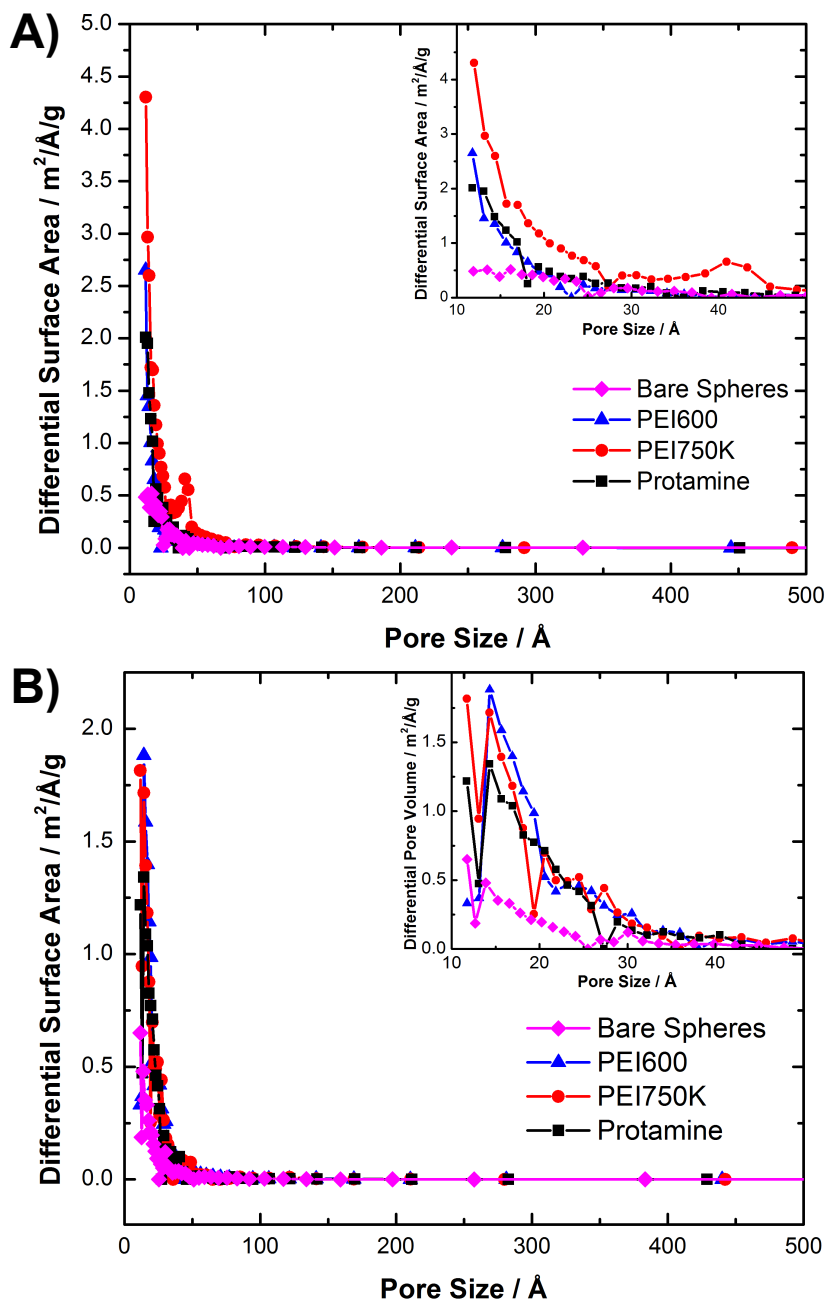 A)
Differential Surface Area / m²/Å/g
5.0
4.5
4.0
3.5
3.0
2.5
2.0
1.5
1.0
0.5
0.0
0
100
200
300
400
500
Pore Size / Å
Differential Surface Area / m²/Å/g
4
3
2
1
0
10
20
30
40
Pore Size / Å
Bare Spheres
PEI600
PEI750K
Protamine
B)
Differential Surface Area / m²/Å/g
2.0
1.5
1.0
0.5
0.0
0
100
200
300
400
500
Pore Size / Å
Differential Pore Volume / m²/Å/g
1.5
1.0
0.5
0.0
10
20
30
40
Pore Size / Å
Bare Spheres
PEI600
PEI750K
Protamine